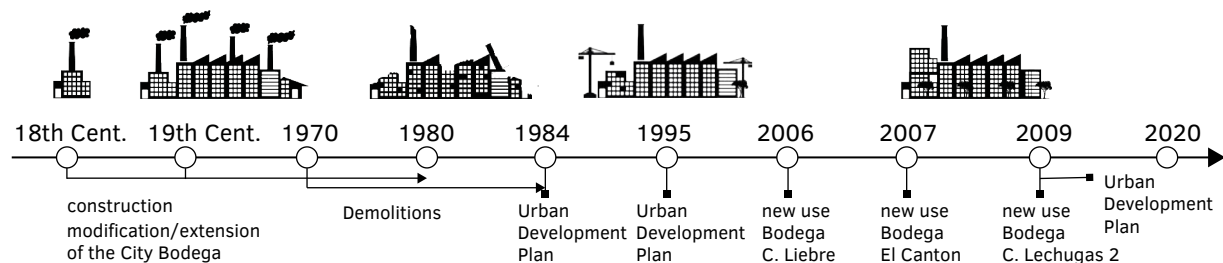 18th Cent. 19th Cent. 1970 1980 1984 1995 2006 2007 2009 2020
construction
modification/extension
of the City Bodega
Demolitions
Urban
Development
Plan
Urban
Development
Plan
new use
Bodega
C. Liebre
new use
Bodega
El Canton
new use
Bodega
C. Lechugas 2
Urban
Development
Plan